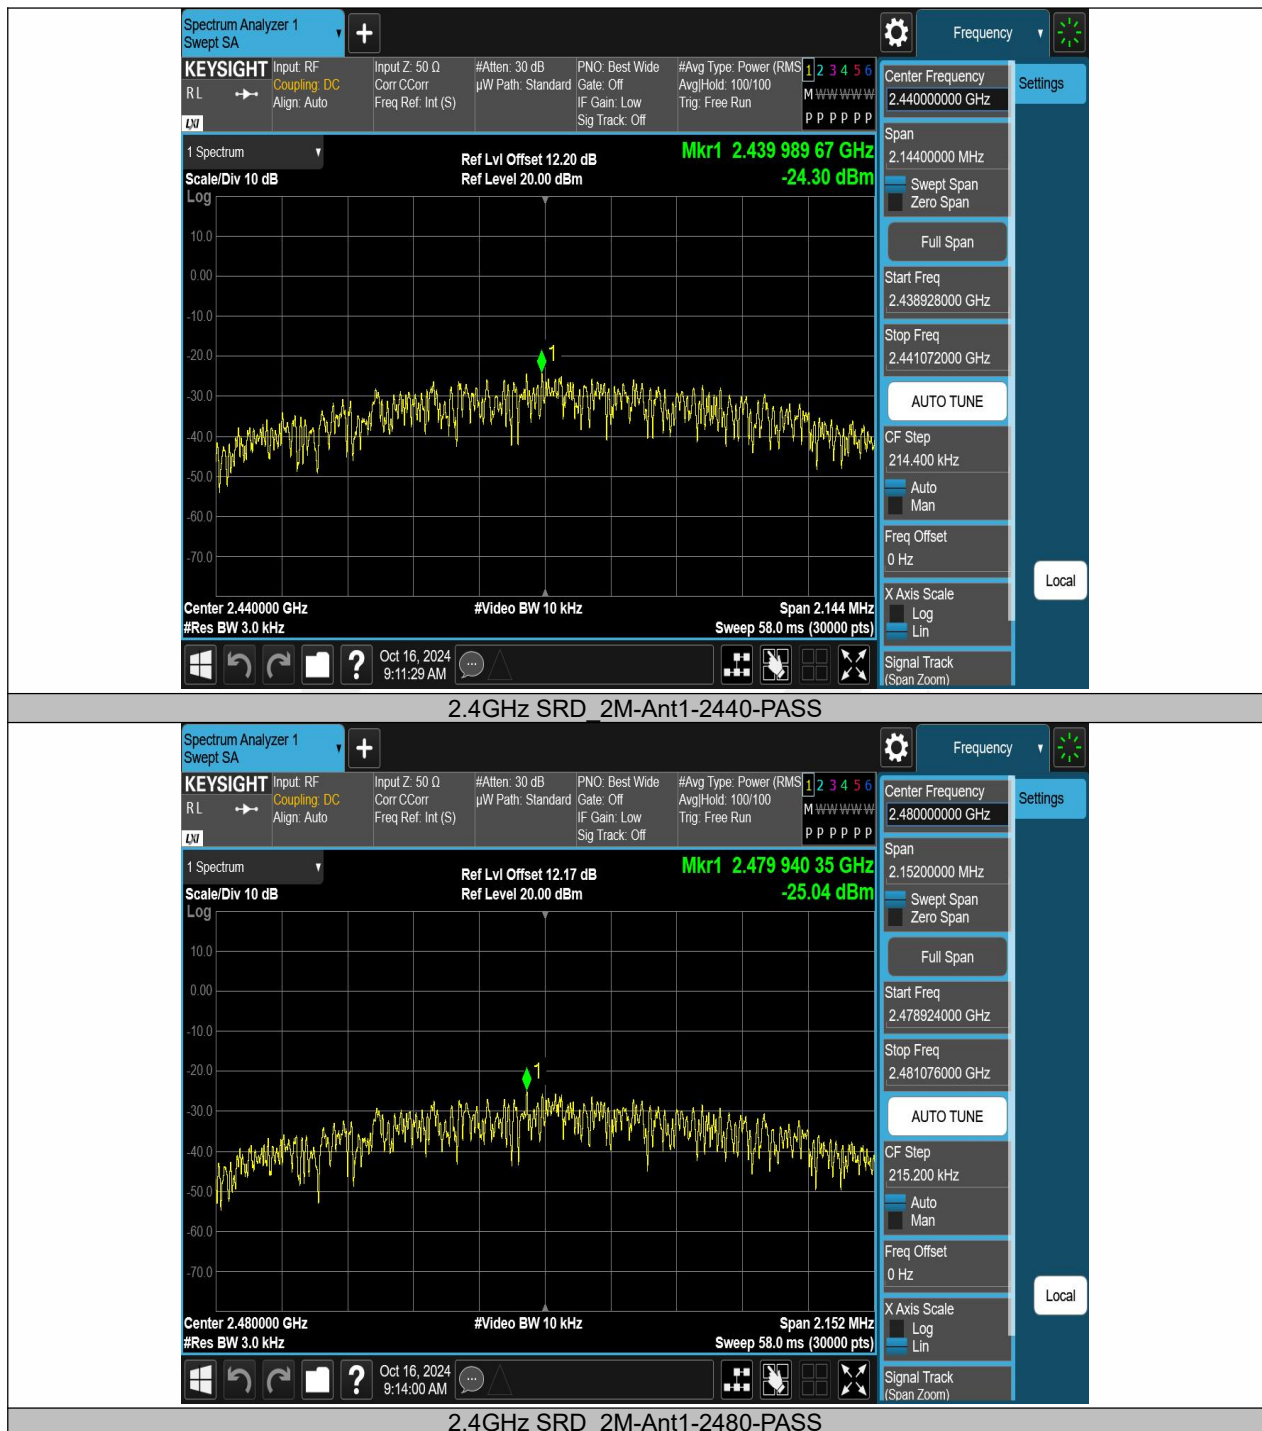 Spectrum Analyzer 1
Swept SA
+
Frequency
KEYSIGHT
R L
LXI
Input: RF
Coupling: DC
Align: Auto
Input Z: 50 Ω
Corr CCorr
Freq Ref: Int (S)
#Atten: 30 dB
µW Path: Standard
PNO: Best Wide
Gate: Off
IF Gain: Low
Sig Track: Off
#Avg Type: Power (RMS
Avg|Hold: 100/100
Trig: Free Run
1 2 3 4 5 6
M W W W W W
P P P P P P
Center Frequency
2.440000000 GHz
Settings
1 Spectrum
Scale/Div 10 dB
Ref Lvl Offset 12.20 dB
Ref Level 20.00 dBm
Mkr1 2.439 989 67 GHz
-24.30 dBm
Span
2.14400000 MHz
Swept Span
Zero Span
Full Span
Start Freq
2.438928000 GHz
Stop Freq
2.441072000 GHz
AUTO TUNE
CF Step
214.400 kHz
Auto
Man
Freq Offset
0 Hz
X Axis Scale
Log
Lin
Signal Track
(Span Zoom)
Local
Log
10.0
0.00
-10.0
-20.0
-30.0
-40.0
-50.0
-60.0
-70.0
1
Center 2.440000 GHz
#Video BW 10 kHz
Span 2.144 MHz
#Res BW 3.0 kHz
Sweep 58.0 ms (30000 pts)
?
Oct 16, 2024
9:11:29 AM
2.4GHz SRD_2M-Ant1-2440-PASS
Spectrum Analyzer 1
Swept SA
+
Frequency
KEYSIGHT
R L
LXI
Input: RF
Coupling: DC
Align: Auto
Input Z: 50 Ω
Corr CCorr
Freq Ref: Int (S)
#Atten: 30 dB
µW Path: Standard
PNO: Best Wide
Gate: Off
IF Gain: Low
Sig Track: Off
#Avg Type: Power (RMS
Avg|Hold: 100/100
Trig: Free Run
1 2 3 4 5 6
M W W W W W
P P P P P P
Center Frequency
2.480000000 GHz
Settings
1 Spectrum
Scale/Div 10 dB
Ref Lvl Offset 12.17 dB
Ref Level 20.00 dBm
Mkr1 2.479 940 35 GHz
-25.04 dBm
Span
2.15200000 MHz
Swept Span
Zero Span
Full Span
Start Freq
2.478924000 GHz
Stop Freq
2.481076000 GHz
AUTO TUNE
CF Step
215.200 kHz
Auto
Man
Freq Offset
0 Hz
X Axis Scale
Log
Lin
Signal Track
(Span Zoom)
Local
Log
10.0
0.00
-10.0
-20.0
-30.0
-40.0
-50.0
-60.0
-70.0
1
Center 2.480000 GHz
#Video BW 10 kHz
Span 2.152 MHz
#Res BW 3.0 kHz
Sweep 58.0 ms (30000 pts)
?
Oct 16, 2024
9:14:00 AM
2.4GHz SRD_2M-Ant1-2480-PASS